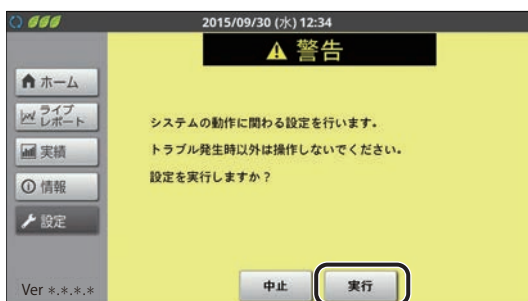 2015/09/30 (水) 12:34
警告
ホーム
ライブ
レポート
実績
情報
設定
システムの動作に関わる設定を行います。
トラブル発生時以外は操作しないでください。
設定を実行しますか？
中止
実行
Ver *.*.*.*